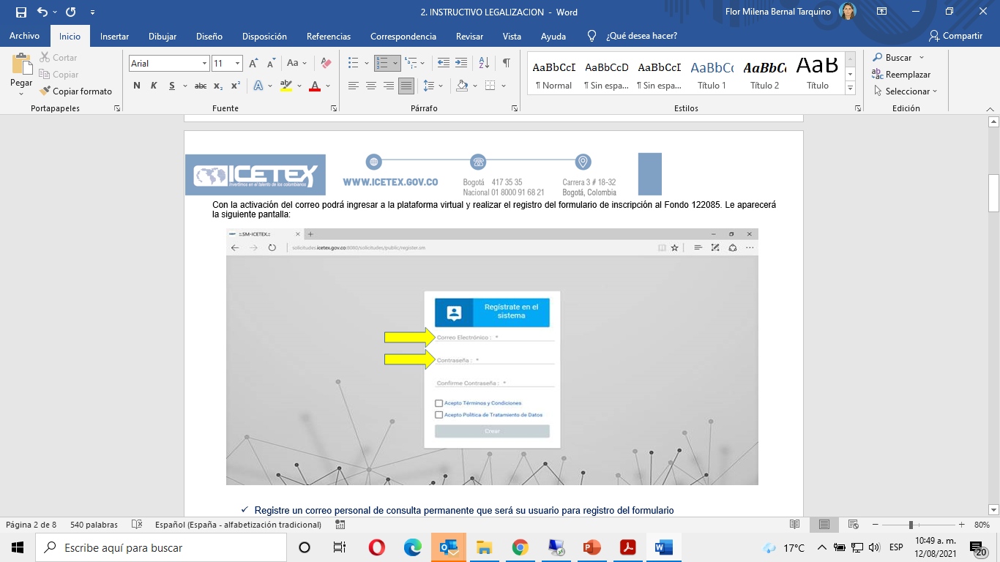 2. INSTRUCTIVO LEGALIZACION - Word
Flor Milena Bernal Tarquino
Archivo Inicio Insertar Dibujar Diseño Disposición Referencias Correspondencia Revisar Vista Ayuda ¿Qué desea hacer? Compartir
Pegar
Cortar
Copiar
Copiar formato
Portapapeles
Arial 11
N K S abc x₂ x²
Fuente
Párrafo
AaBbCcI AaBbCcD AaBbCcI AaBbCc AaBbCc AaB
¶ Normal ¶ Sin espa... ¶ Sin espa... Título 1 Título 2 Título
Estilos
Buscar
Reemplazar
Seleccionar
Edición
ICETEX
Invertimos en el talento de los colombianos
WWW.ICETEX.GOV.CO
Bogotá 417 35 35
Nacional 01 8000 91 68 21
Carrera 3 # 18-32
Bogotá, Colombia
Con la activación del correo podrá ingresar a la plataforma virtual y realizar el registro del formulario de inscripción al Fondo 122085. Le aparecerá
la siguiente pantalla:
.::SM-ICETEX.::
solicitudes.icetex.gov.co:8080/solicitudes/public/register.sm
Regístrate en el
sistema
Correo Electrónico : *
Contraseña : *
Confirme Contraseña : *
Acepto Términos y Condiciones
Acepto Política de Tratamiento de Datos
Crear
✓ Registre un correo personal de consulta permanente que será su usuario para registro del formulario
Página 2 de 8 540 palabras Español (España - alfabetización tradicional) 80%
Escribe aquí para buscar
17°C
ESP
10:49 a. m.
12/08/2021
20